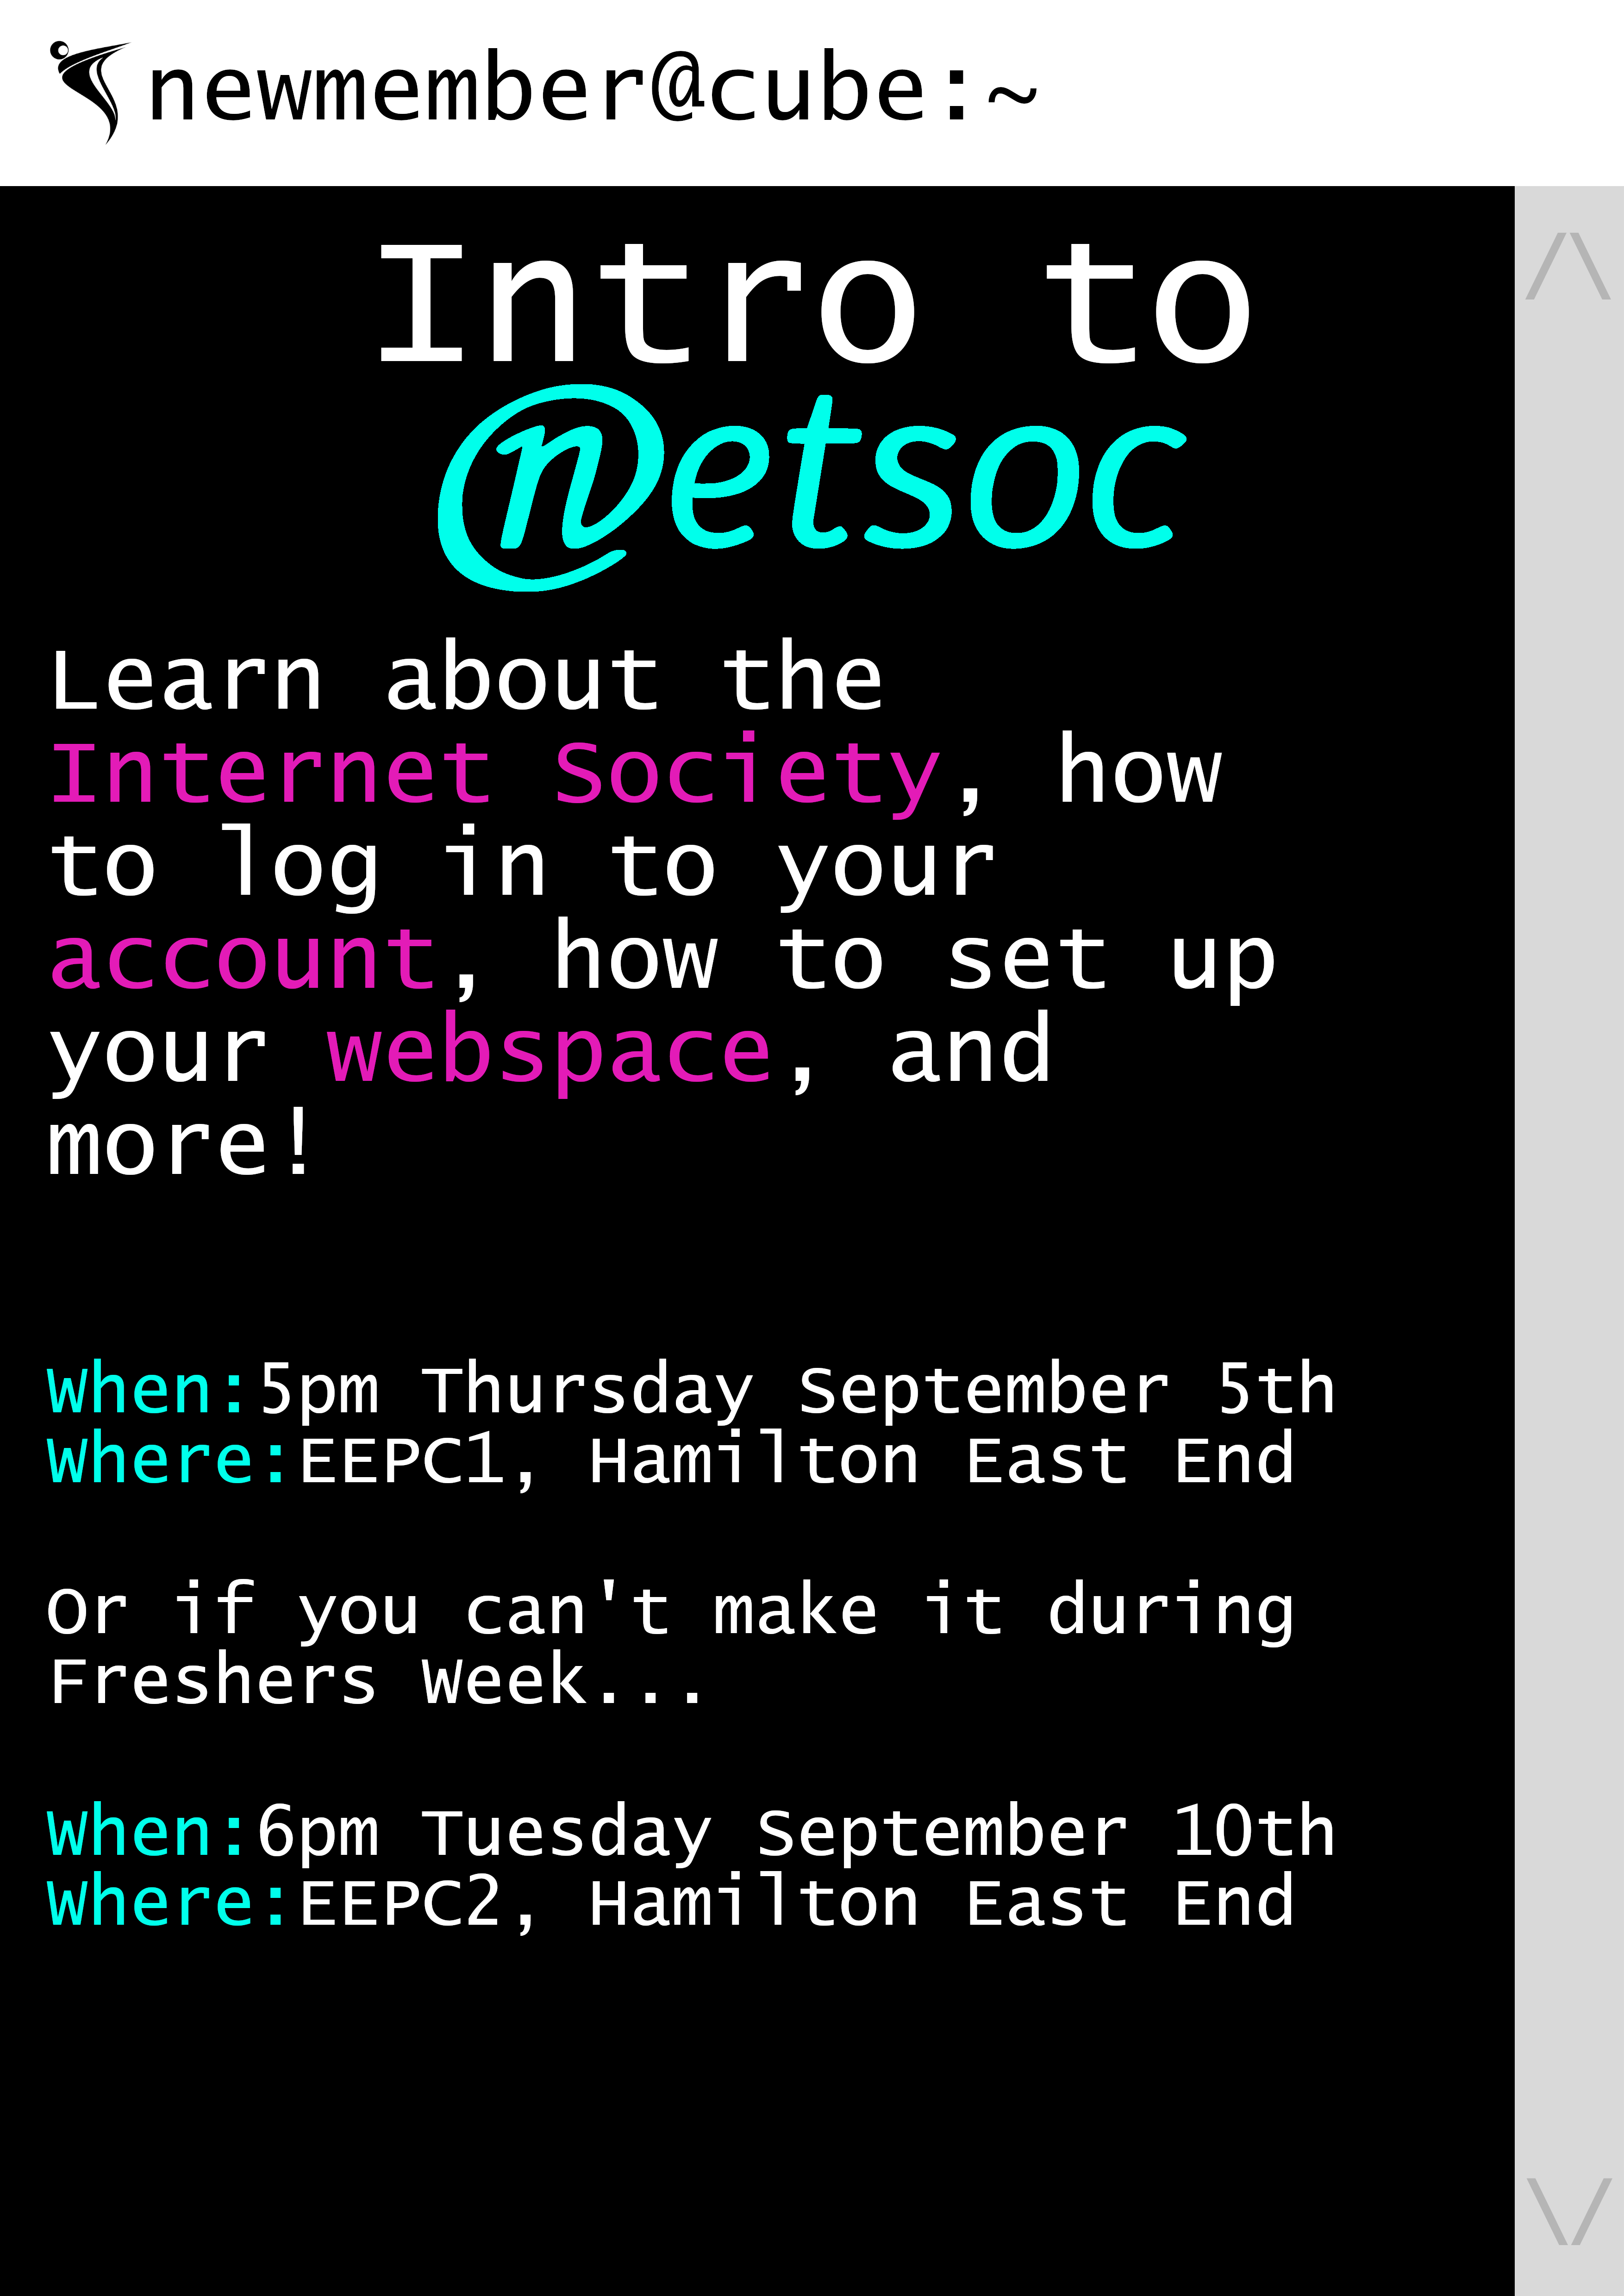 newmember@cube:~
Intro to
netsoc
Learn about the
Internet Society, how
to log in to your
account, how to set up
your webspace, and
more!
When:5pm Thursday September 5th
Where:EEPC1, Hamilton East End
Or if you can't make it during
Freshers Week...
When:6pm Tuesday September 10th
Where:EEPC2, Hamilton East End